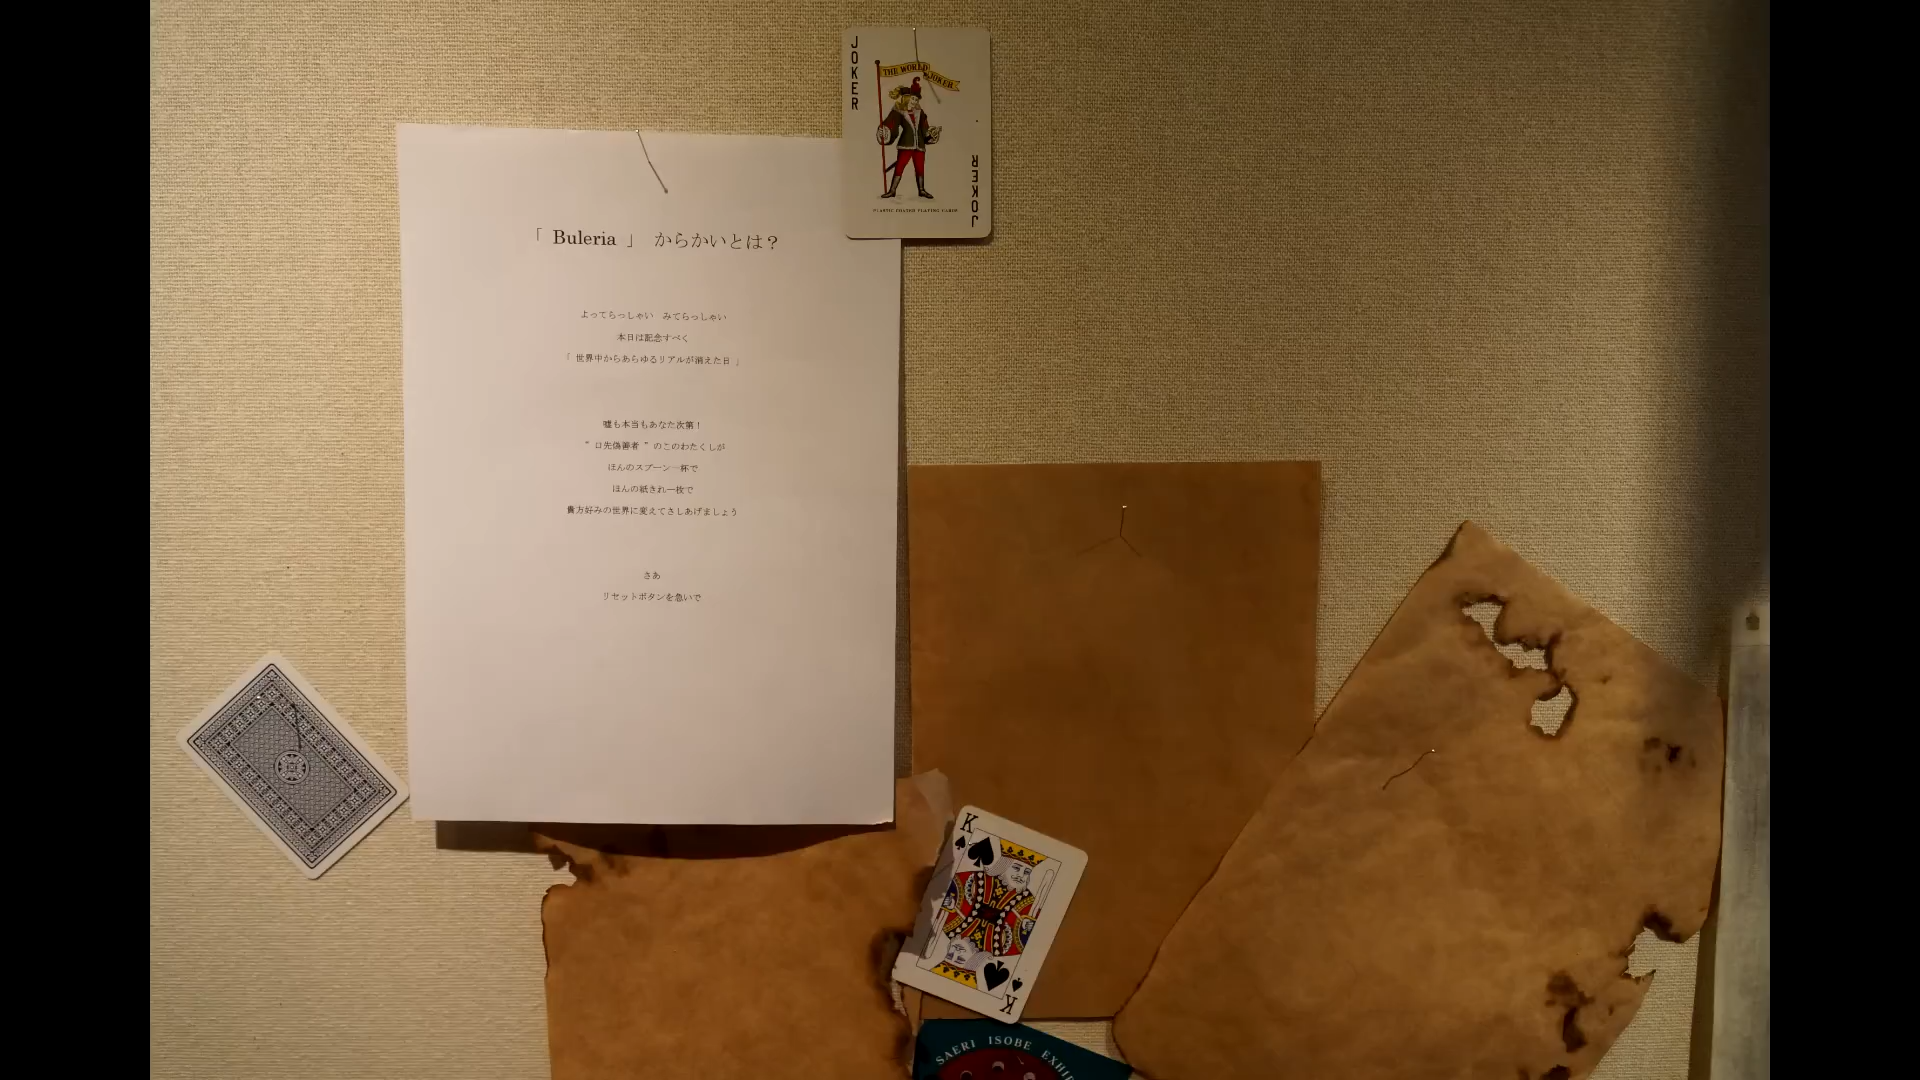 JOKER
THE WORLD JOKER
PLASTIC COATED PLAYING CARDS
JOKER
「 Buleria 」 からかいとは？
よってらっしゃい　みてらっしゃい
本日は記念すべく
「 世界中からあらゆるリアルが消えた日 」
嘘も本当もあなた次第！
“ 口先偽善者 ” のこのわたくしが
ほんのスプーン一杯で
ほんの紙きれ一枚で
貴方好みの世界に変えてさしあげましょう
さあ
リセットボタンを急いで
K
K
SAERI ISOBE EXHI